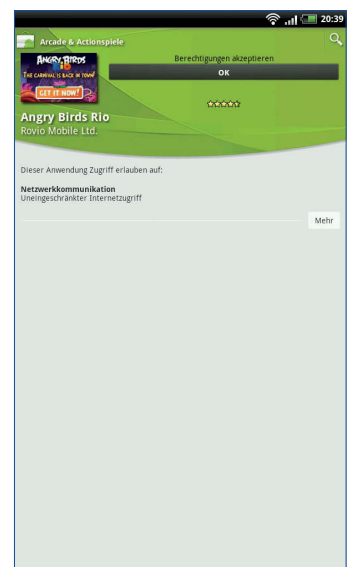 20:39
Arcade & Actionspiele
ANGRY BIRDS
RIO
THE CARNIVAL IS BACK IN TOWN!
GET IT NOW!
Berechtigungen akzeptieren
OK
Angry Birds Rio
Rovio Mobile Ltd.
Dieser Anwendung Zugriff erlauben auf:
Netzwerkkommunikation
Uneingeschränkter Internetzugriff
Mehr